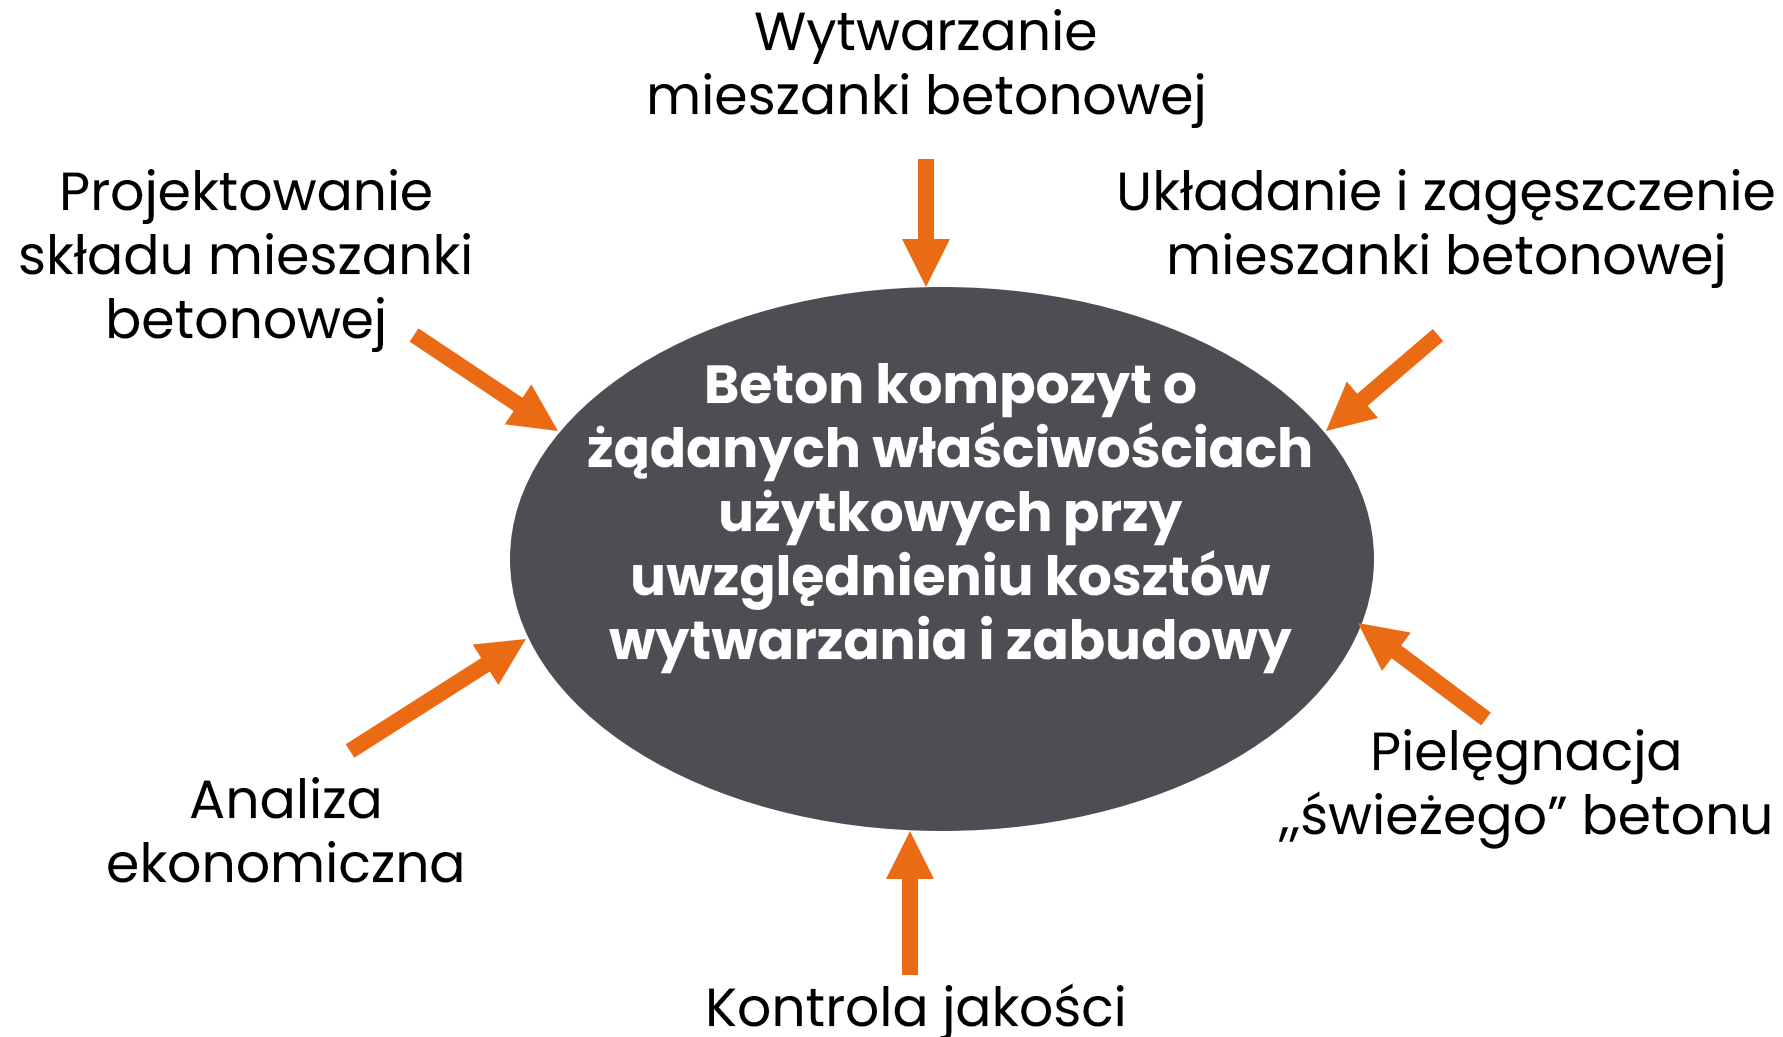 Wytwarzanie
mieszanki betonowej
Projektowanie
składu mieszanki
betonowej
Układanie i zagęszczenie
mieszanki betonowej
Beton kompozyt o
żądanych właściwościach
użytkowych przy
uwzględnieniu kosztów
wytwarzania i zabudowy
Analiza
ekonomiczna
Pielęgnacja
„świeżego” betonu
Kontrola jakości